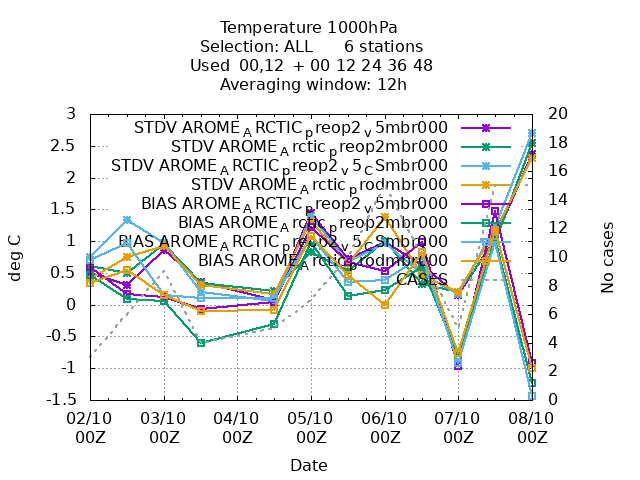 Temperature 1000hPa
Selection: ALL 6 stations
Used 00,12 + 00 12 24 36 48
Averaging window: 12h
3
2.5
2
1.5
1
0.5
0
-0.5
-1
-1.5
deg C
20
18
16
14
12
10
8
6
4
2
0
No cases
STDV AROME_ARCTIC_preop2_v5mbr000
STDV AROME_Arctic_preop2mbr000
STDV AROME_ARCTIC_preop2_v5_CSmbr000
STDV AROME_Arctic_prodmbr000
BIAS AROME_ARCTIC_preop2_v5mbr000
BIAS AROME_Arctic_preop2mbr000
BIAS AROME_ARCTIC_preop2_v5_CSmbr000
BIAS AROME_Arctic_prodmbr000
CASES
02/10 03/10 04/10 05/10 06/10 07/10 08/10
00Z 00Z 00Z 00Z 00Z 00Z 00Z
Date